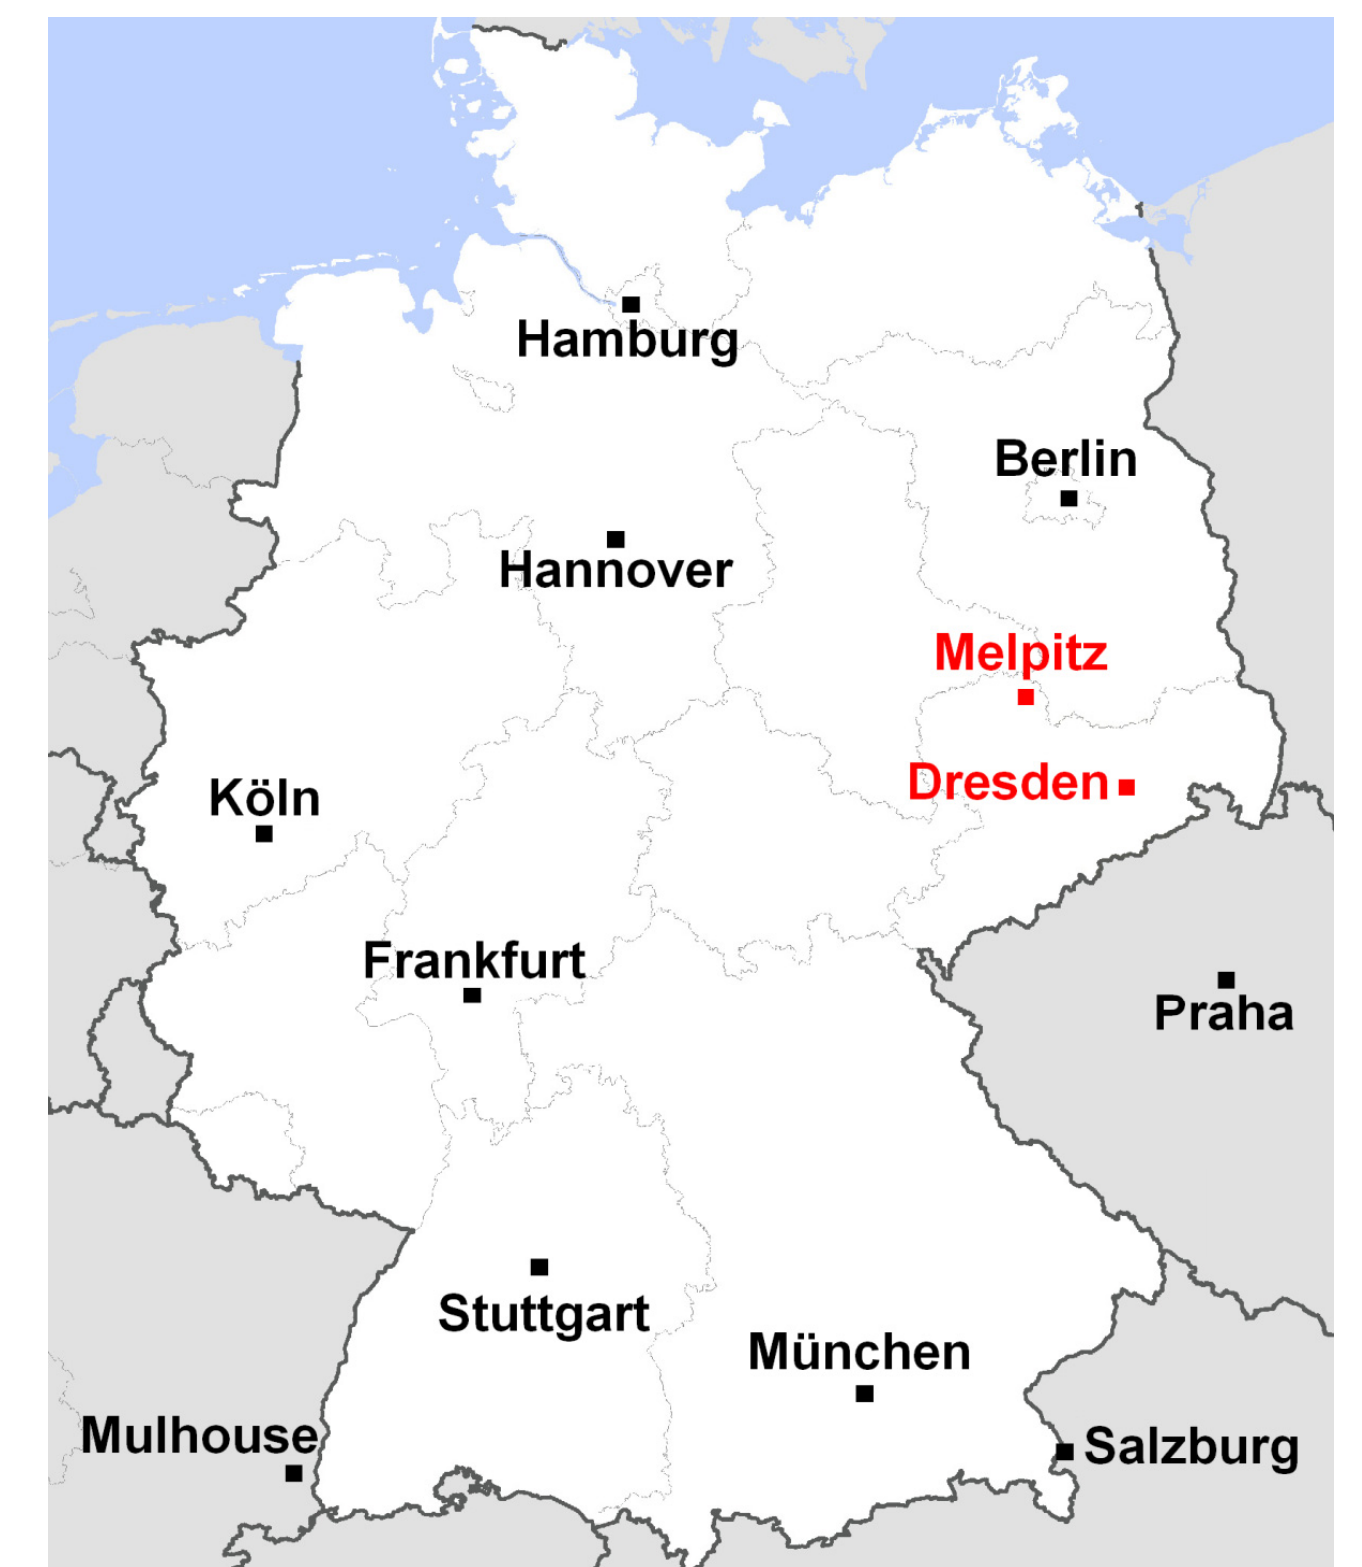 Hamburg
Berlin
Hannover
Melpitz
Dresden
Köln
Frankfurt
Praha
Stuttgart
München
Mulhouse
Salzburg